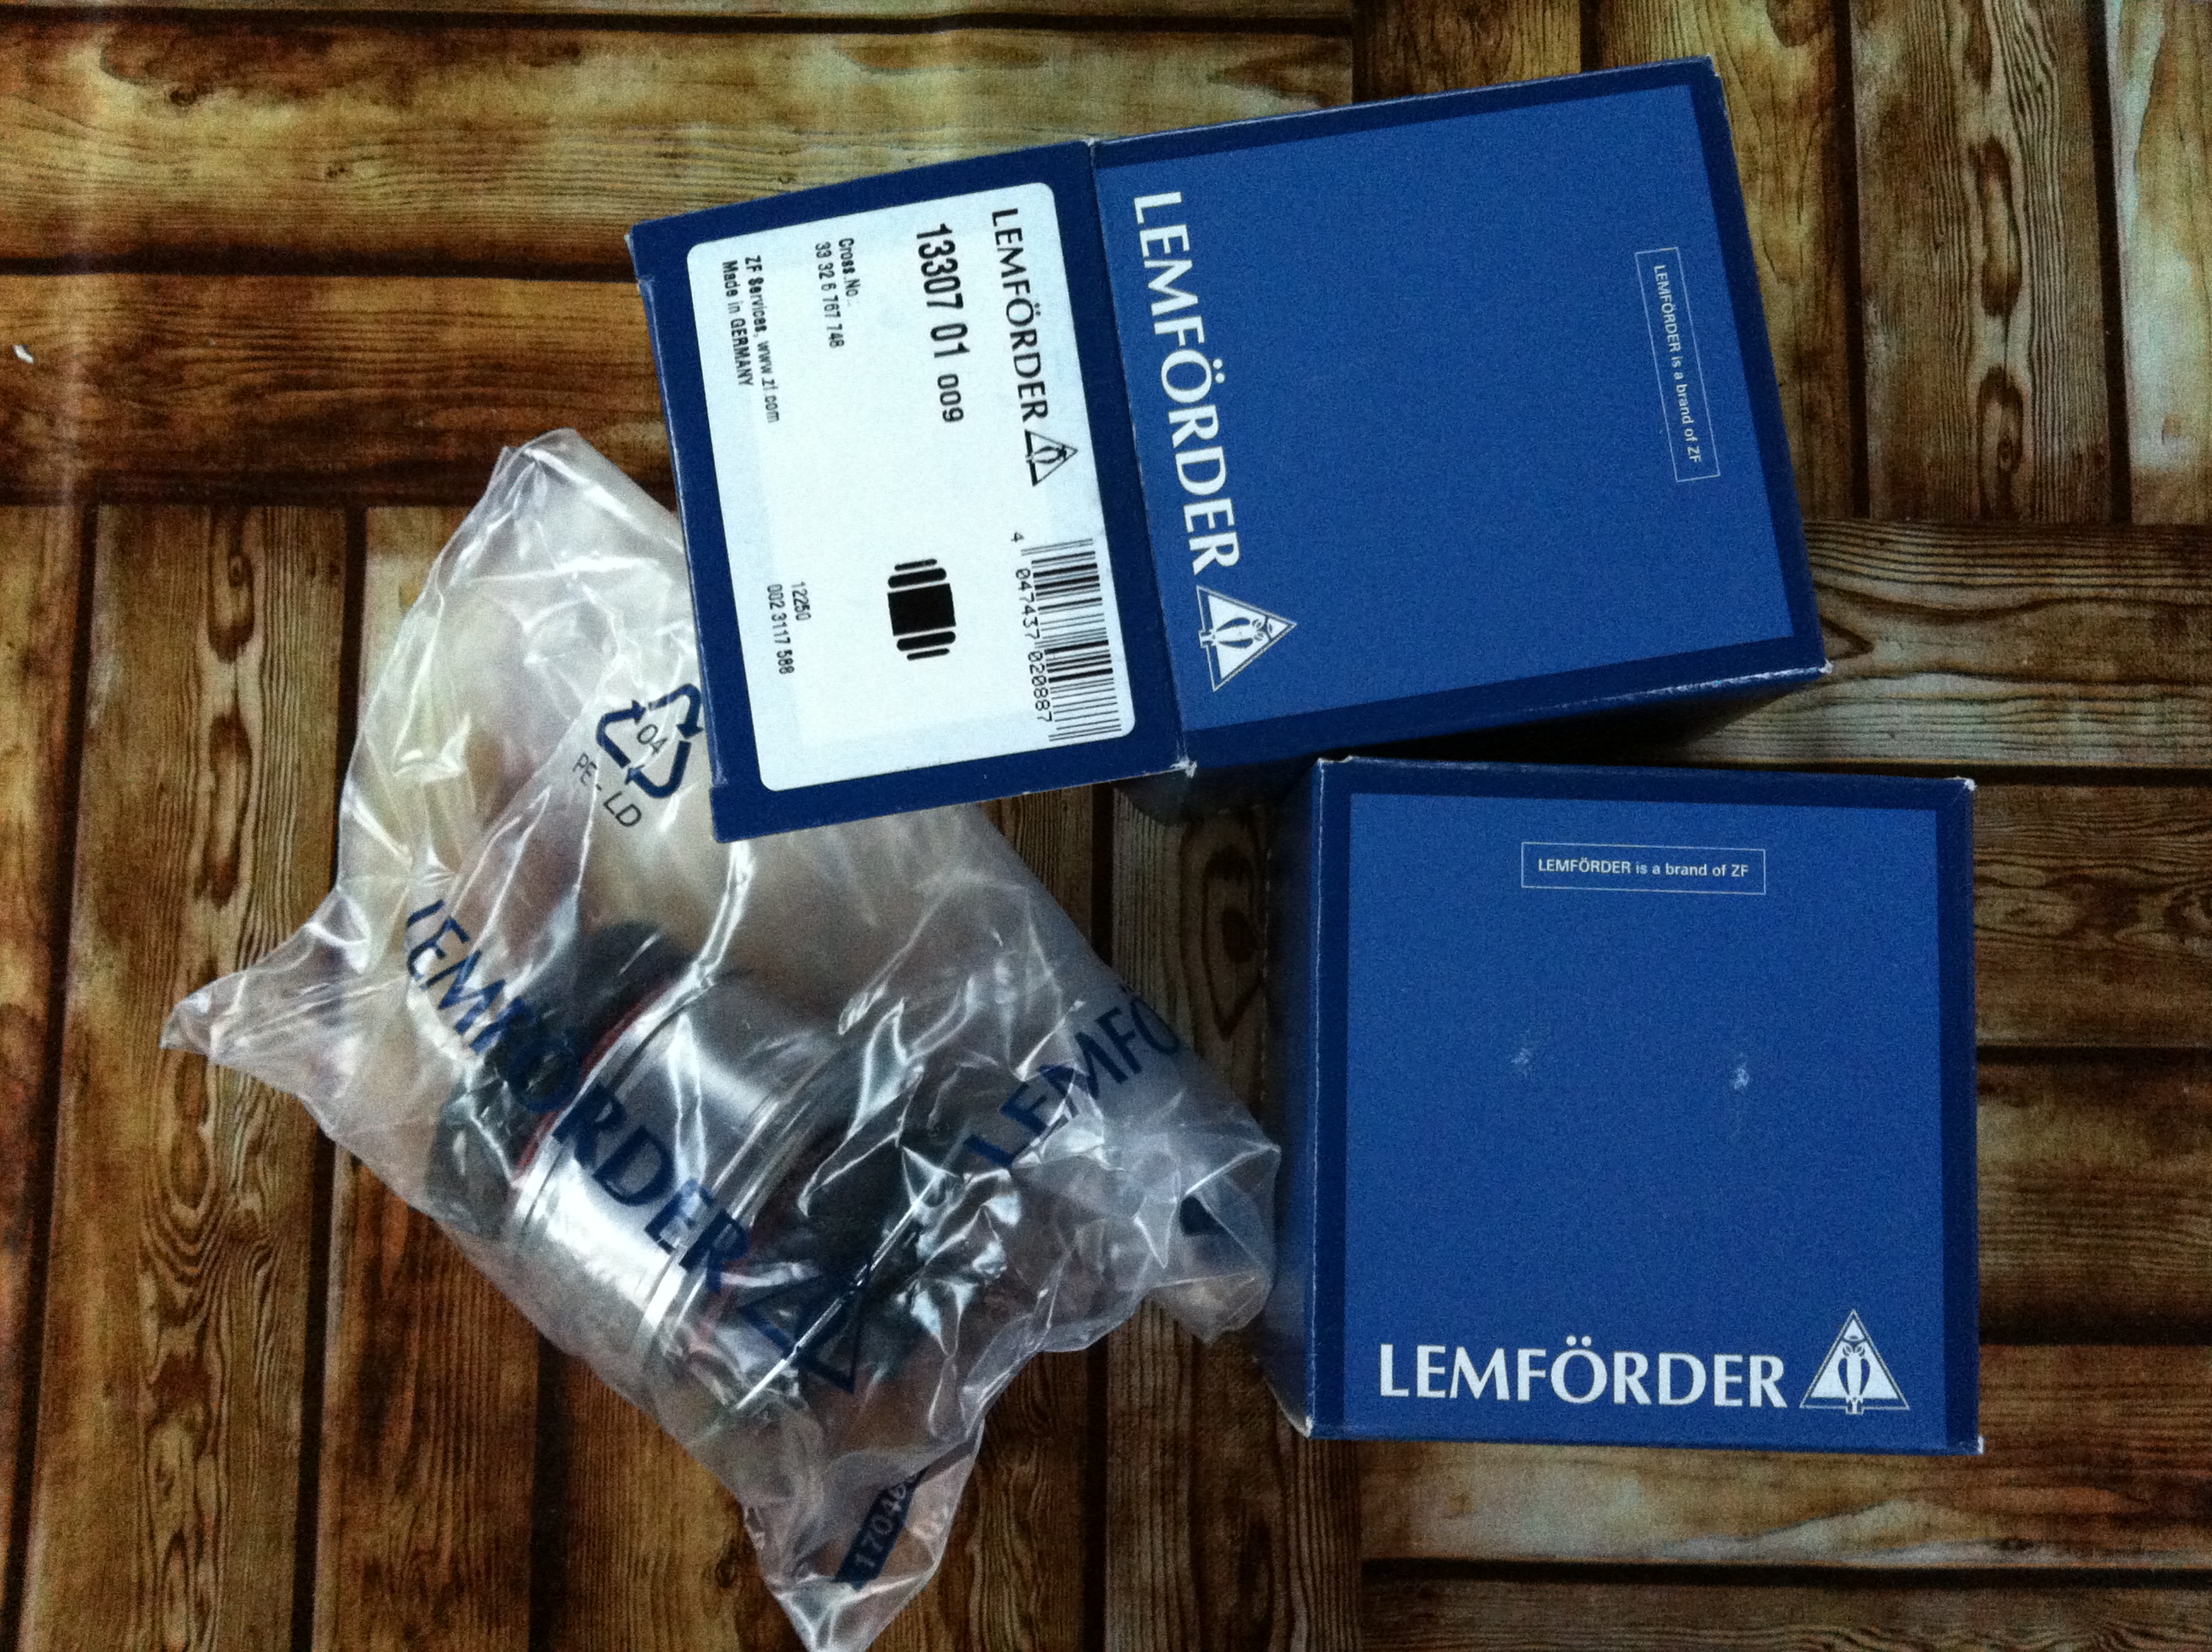 LEMFÖRDER
13307 01 009
Cross.No.:
33 32 6 767 748
ZF Services, www.zf.com
Made in GERMANY
4 047437 020887
12250
002 3117 588
LEMFÖRDER
LEMFÖRDER is a brand of ZF
LEMFÖRDER is a brand of ZF
LEMFÖRDER
04
PE-LD
LEMFÖRDER
LEMFÖ